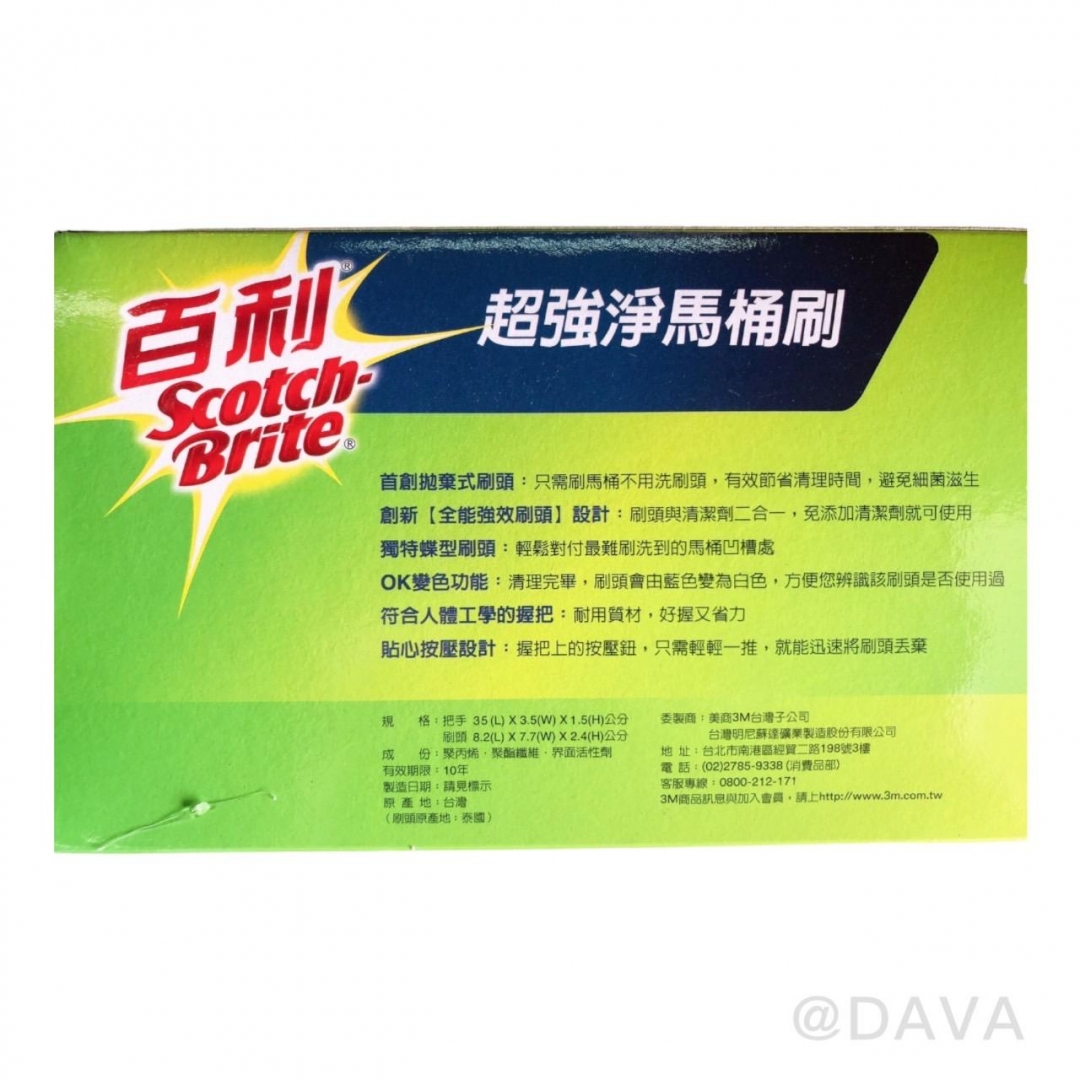 百利®
Scotch-
Brite®
超強淨馬桶刷
首創拋棄式刷頭：只需刷馬桶不用洗刷頭，有效節省清理時間，避免細菌滋生
創新【全能強效刷頭】設計：刷頭與清潔劑二合一，免添加清潔劑就可使用
獨特蝶型刷頭：輕鬆對付最難刷洗到的馬桶凹槽處
OK變色功能：清理完畢，刷頭會由藍色變為白色，方便您辨識該刷頭是否使用過
符合人體工學的握把：耐用質材，好握又省力
貼心按壓設計：握把上的按壓鈕，只需輕輕一推，就能迅速將刷頭丟棄
規　格：把手 35(L) X 3.5(W) X 1.5(H)公分
刷頭 8.2(L) X 7.7(W) X 2.4(H)公分
成　份：聚丙烯、聚酯纖維、界面活性劑
有效期限：10年
製造日期：請見標示
原 產 地：台灣
（刷頭原產地：泰國）
委製商：美商3M台灣子公司
台灣明尼蘇達礦業製造股份有限公司
地 址：台北市南港區經貿二路198號3樓
電 話：(02)2785-9338 (消費品部)
客服專線：0800-212-171
3M商品訊息與加入會員，請上http://www.3m.com.tw
@DAVA